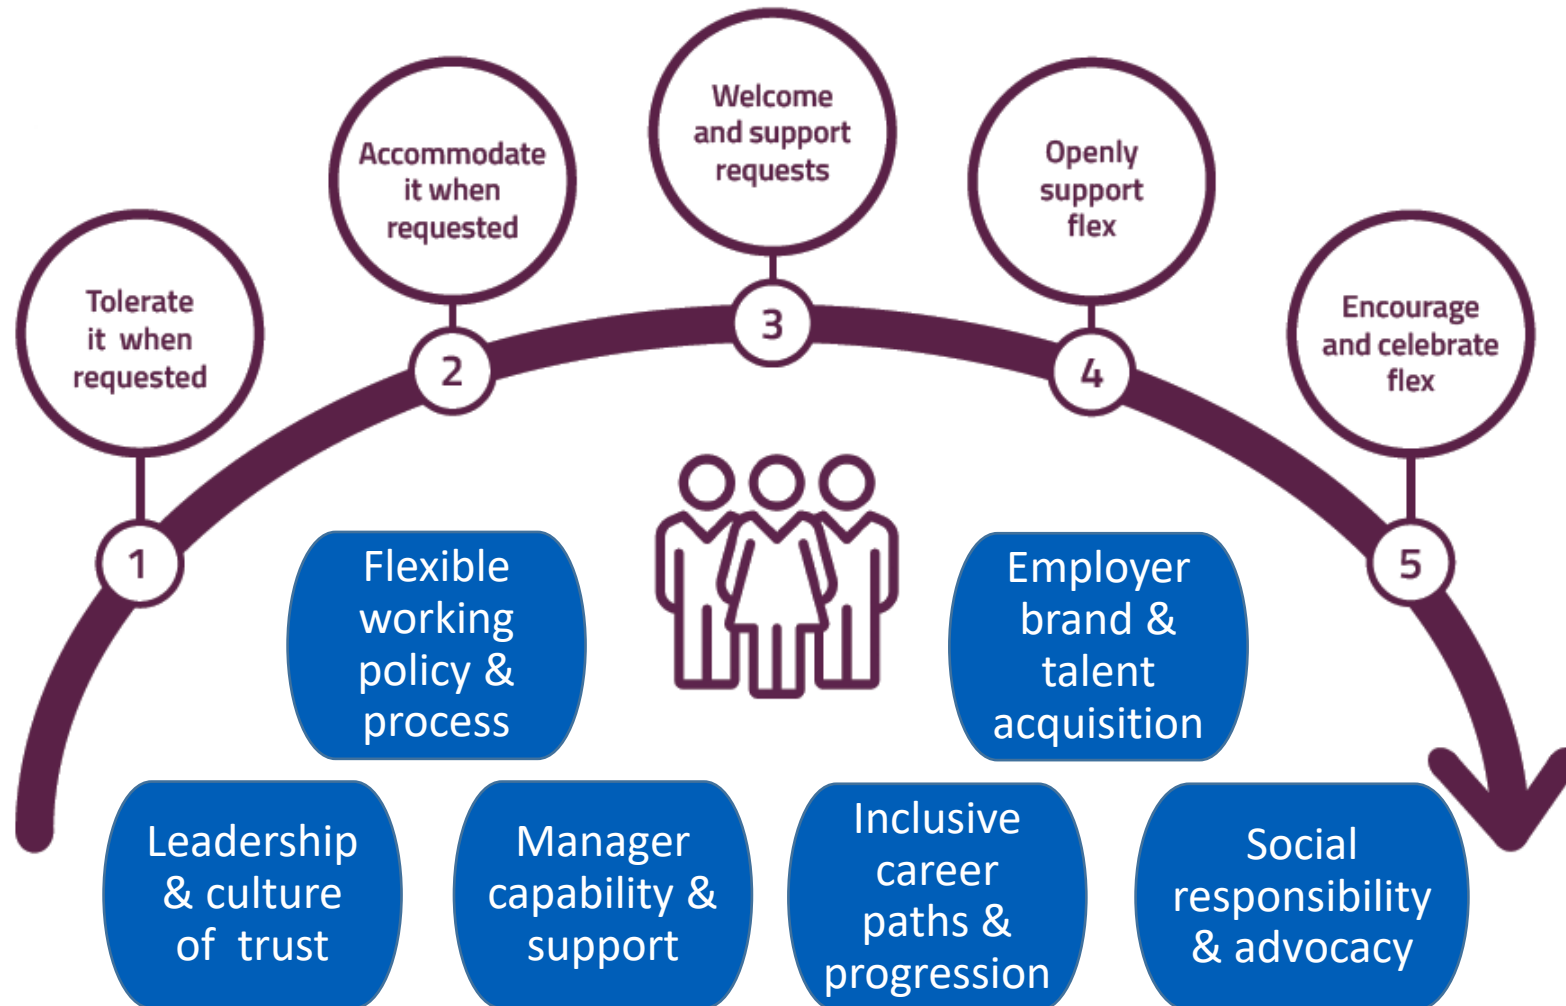 Tolerate
it when
requested
1
Accommodate
it when
requested
2
Welcome
and support
requests
3
Openly
support
flex
4
Encourage
and celebrate
flex
5
Flexible
working
policy &
process
Employer
brand &
talent
acquisition
Leadership
& culture
of trust
Manager
capability &
support
Inclusive
career
paths &
progression
Social
responsibility
& advocacy